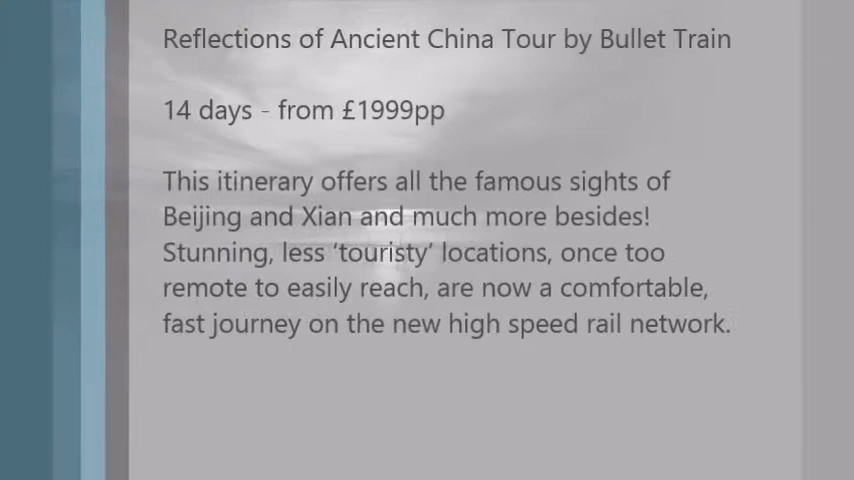 Reflections of Ancient China Tour by Bullet Train
14 days - from £1999pp
This itinerary offers all the famous sights of
Beijing and Xian and much more besides!
Stunning, less ‘touristy’ locations, once too
remote to easily reach, are now a comfortable,
fast journey on the new high speed rail network.